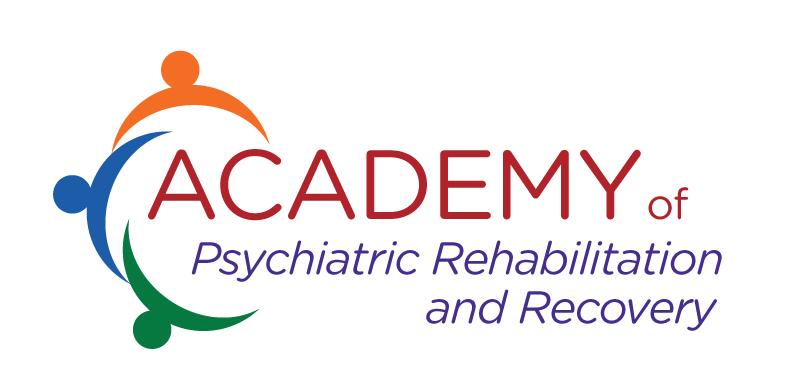 ACADEMY of
Psychiatric Rehabilitation
and Recovery